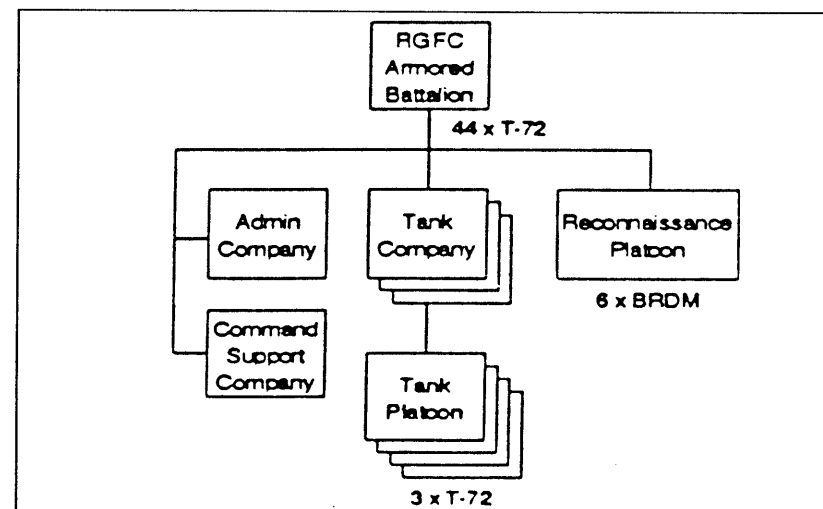 RGFC
Armored
Battalion
44 x T-72
Admin
Company
Tank
Company
Reconnaissance
Platoon
6 x BRDM
Command
Support
Company
Tank
Platoon
3 x T-72